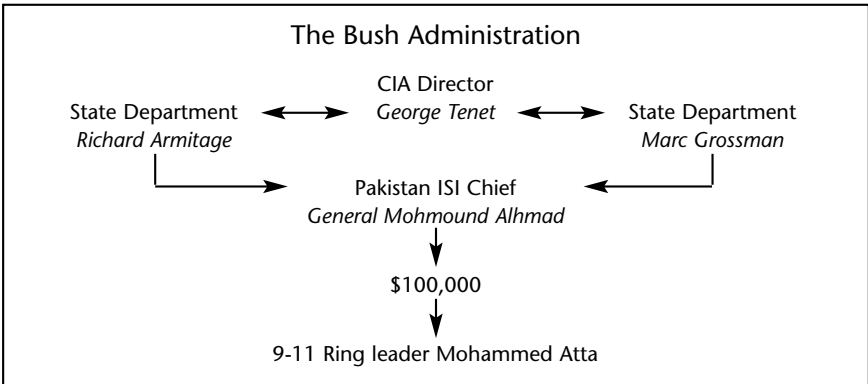 The Bush Administration
CIA Director
George Tenet
State Department
Richard Armitage
State Department
Marc Grossman
Pakistan ISI Chief
General Mohmound Alhmad
$100,000
9-11 Ring leader Mohammed Atta